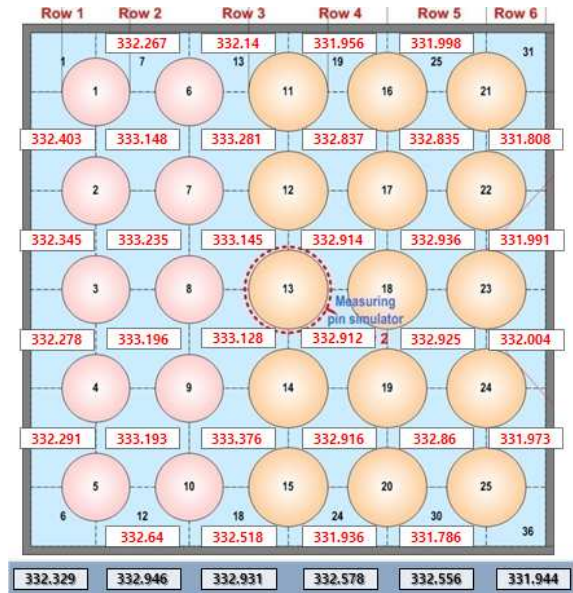 Row 1 Row 2 Row 3 Row 4 Row 5 Row 6
332.267 332.14 331.956 331.998
1 7 13 19 25 31
1 6 11 16 21
332.403 333.148 333.281 332.837 332.835 331.808
2 7 12 17 22
332.345 333.235 333.145 332.914 332.936 331.991
3 8 13 18 23
Measuring
pin simulator
332.278 333.196 333.128 332.912 2 332.925 332.004
4 9 14 19 24
332.291 333.193 333.376 332.916 332.86 331.973
5 10 15 20 25
6 12 18 24 30 36
332.64 332.518 331.936 331.786
332.329 332.946 332.931 332.578 332.556 331.944